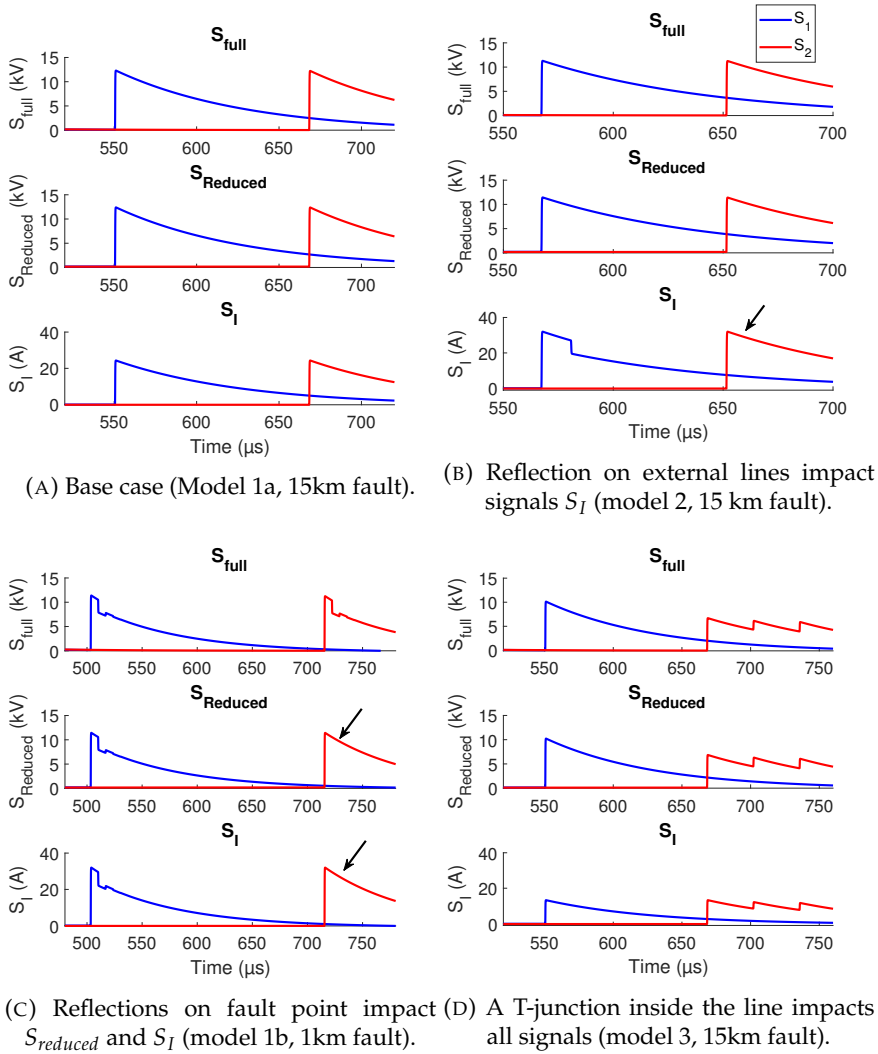 S_full
S_full (kV)
15
10
5
0
550 600 650 700
S_Reduced
S_Reduced (kV)
15
10
5
0
550 600 650 700
S_I
S_I (A)
40
20
0
550 600 650 700
Time (μs)
(A) Base case (Model 1a, 15km fault).
S_1
S_2
S_full
S_full (kV)
15
10
5
0
550 600 650 700
S_Reduced
S_Reduced (kV)
15
10
5
0
550 600 650 700
S_I
S_I (A)
40
20
0
550 600 650 700
Time (μs)
(B) Reflection on external lines impact
signals S_I (model 2, 15 km fault).
S_full
S_full (kV)
15
10
5
0
500 550 600 650 700 750
S_Reduced
S_Reduced (kV)
15
10
5
0
500 550 600 650 700 750
S_I
S_I (A)
40
20
0
500 550 600 650 700 750
Time (μs)
(C) Reflections on fault point impact
S_reduced and S_I (model 1b, 1km fault).
S_full
S_full (kV)
15
10
5
0
550 600 650 700 750
S_Reduced
S_Reduced (kV)
15
10
5
0
550 600 650 700 750
S_I
S_I (A)
40
20
0
550 600 650 700 750
Time (μs)
(D) A T-junction inside the line impacts
all signals (model 3, 15km fault).